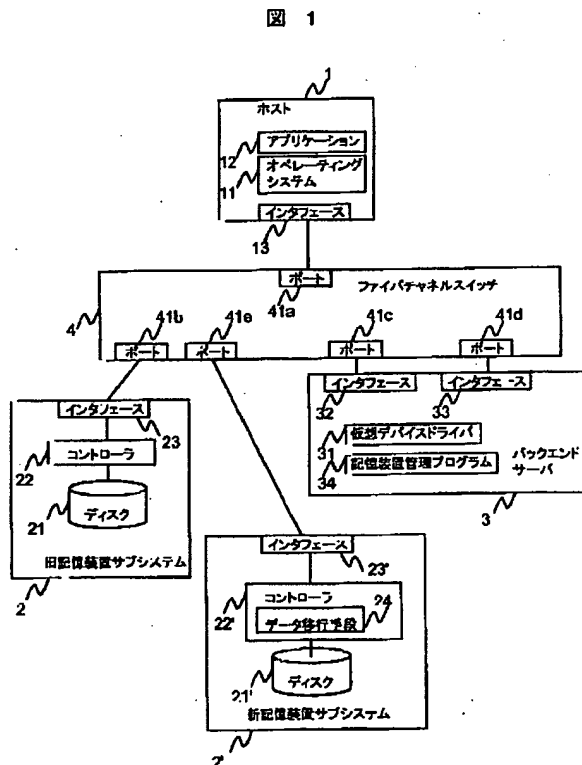 図 1
1
ホスト
アプリケーション
12
オペレーティング
システム
11
インタフェース
13
ポート
41a
ファイバチャネルスイッチ
4
41b
41e
41c
41d
ポート
ポート
ポート
ポート
インタフェース
23
コントローラ
22
ディスク
21
旧記憶装置サブシステム
2
インタフェース
32
インタフェース
33
仮想デバイスドライバ
31
記憶装置管理プログラム
34
バックエンド
サーバ
3
インタフェース
23'
コントローラ
24
22'
データ移行手段
ディスク
21'
新記憶装置サブシステム
2'